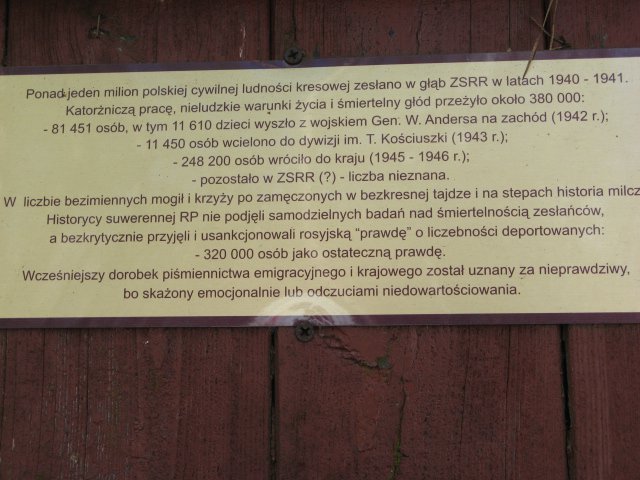 Ponad jeden milion polskiej cywilnej ludności kresowej zesłano w głąb ZSRR w latach 1940 - 1941.
Katorżniczą pracę, nieludzkie warunki życia i śmiertelny głód przeżyło około 380 000:
- 81 451 osób, w tym 11 610 dzieci wyszło z wojskiem Gen. W. Andersa na zachód (1942 r.);
- 11 450 osób wcielono do dywizji im. T. Kościuszki (1943 r.);
- 248 200 osób wróciło do kraju (1945 - 1946 r.);
- pozostało w ZSRR (?) - liczba nieznana.
W liczbie bezimiennych mogił i krzyży po zamęczonych w bezkresnej tajdze i na stepach historia milcz
Historycy suwerennej RP nie podjęli samodzielnych badań nad śmiertelnością zesłańców,
a bezkrytycznie przyjęli i usankcjonowali rosyjską "prawdę" o liczebności deportowanych:
- 320 000 osób jako ostateczną prawdę.
Wcześniejszy dorobek piśmiennictwa emigracyjnego i krajowego został uznany za nieprawdziwy,
bo skażony emocjonalnie lub odczuciami niedowartościowania.